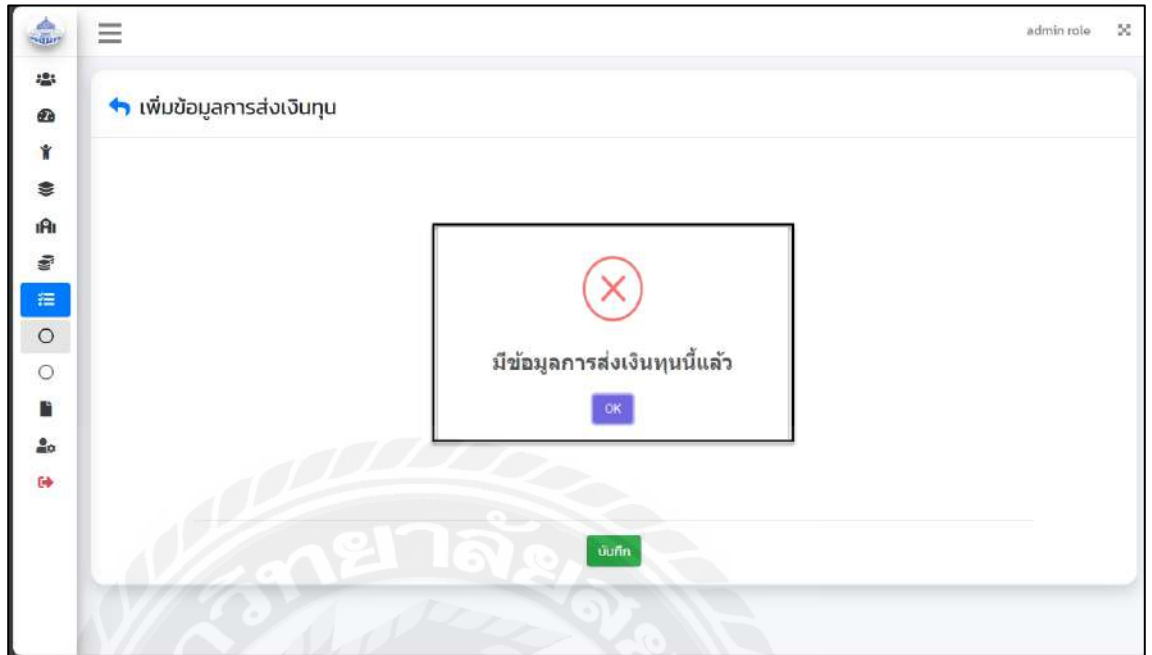 admin role
เพิ่มข้อมูลการส่งเงินทุน
มีข้อมูลการส่งเงินทุนนี้แล้ว
OK
บันทึก